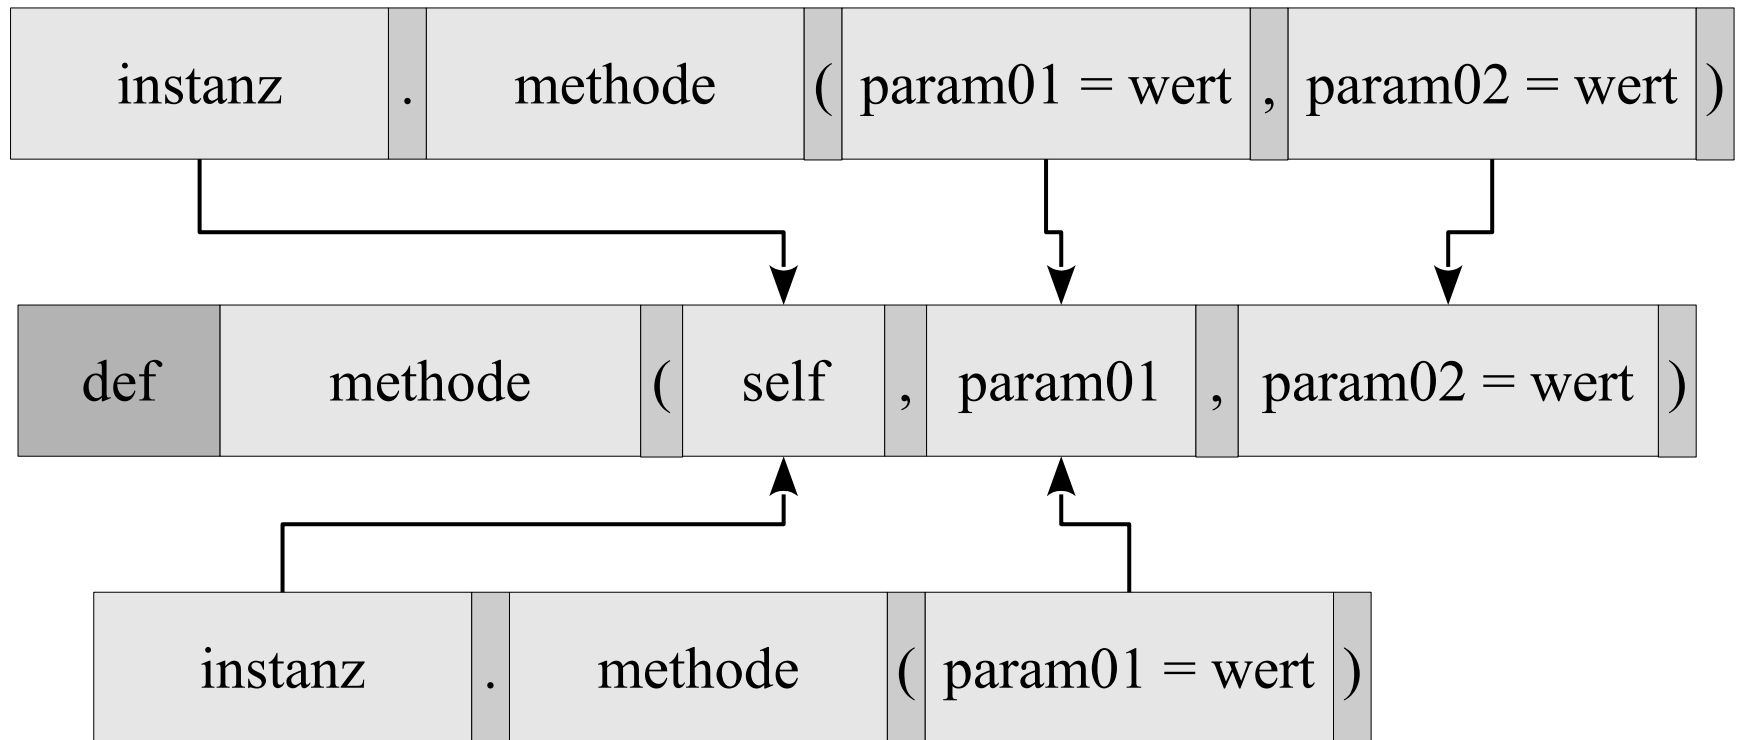 instanz . methode ( param01 = wert , param02 = wert )
def methode ( self , param01 , param02 = wert )
instanz . methode ( param01 = wert )